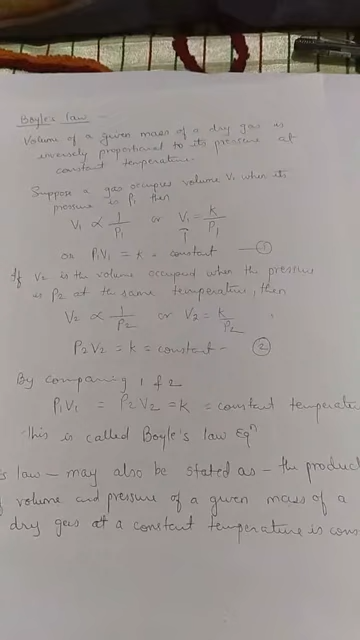 Boyle's law -
Volume of a given mass of a dry gas is
inversely proportional to its pressure at
constant temperature.
Suppose a gas occupies volume V₁ when its
pressure is P₁ then
V₁ ∝ 1/P₁ or V₁ = k/P₁
or P₁V₁ = k = constant — ①
If V₂ is the volume occupied when the pressure
is P₂ at the same temperature, then
V₂ ∝ 1/P₂ or V₂ = k/P₂
P₂V₂ = k = constant - ②
By comparing 1 & 2
P₁V₁ = P₂V₂ = k = constant temperatu
This is called Boyle's law Eqⁿ
s law - may also be stated as - the product
f volume and pressure of a given mass of a
dry gas at a constant temperature is cons